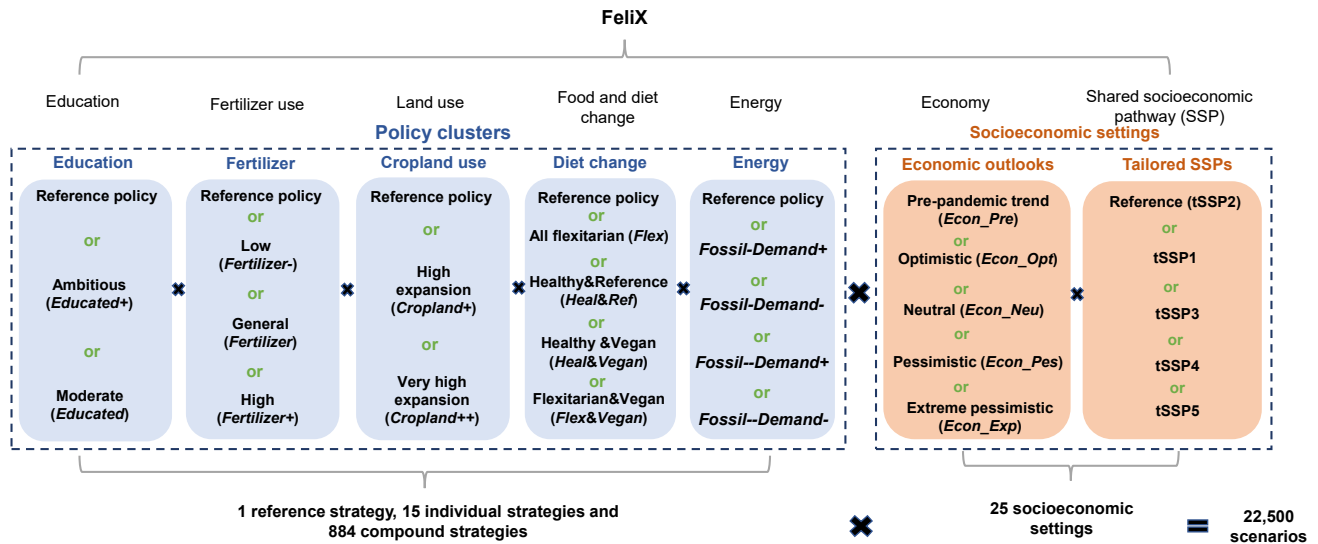 FeliX
Education
Fertilizer use
Land use
Food and diet
change
Energy
Economy
Shared socioeconomic
pathway (SSP)
Policy clusters
Socioeconomic settings
Education
Reference policy
or
Ambitious
(Educated+)
or
Moderate
(Educated)
Fertilizer
Reference policy
or
Low
(Fertilizer-)
or
General
(Fertilizer)
or
High
(Fertilizer+)
Cropland use
Reference policy
or
High
expansion
(Cropland+)
or
Very high
expansion
(Cropland++)
Diet change
Reference policy
or
All flexitarian (Flex)
or
Healthy&Reference
(Heal&Ref)
or
Healthy &Vegan
(Heal&Vegan)
or
Flexitarian&Vegan
(Flex&Vegan)
Energy
Reference policy
or
Fossil-Demand+
or
Fossil-Demand-
or
Fossil--Demand+
or
Fossil--Demand-
Economic outlooks
Pre-pandemic trend
(Econ_Pre)
or
Optimistic (Econ_Opt)
or
Neutral (Econ_Neu)
or
Pessimistic (Econ_Pes)
or
Extreme pessimistic
(Econ_Exp)
Tailored SSPs
Reference (tSSP2)
or
tSSP1
or
tSSP3
or
tSSP4
or
tSSP5
1 reference strategy, 15 individual strategies and
884 compound strategies
25 socioeconomic
settings
22,500
scenarios